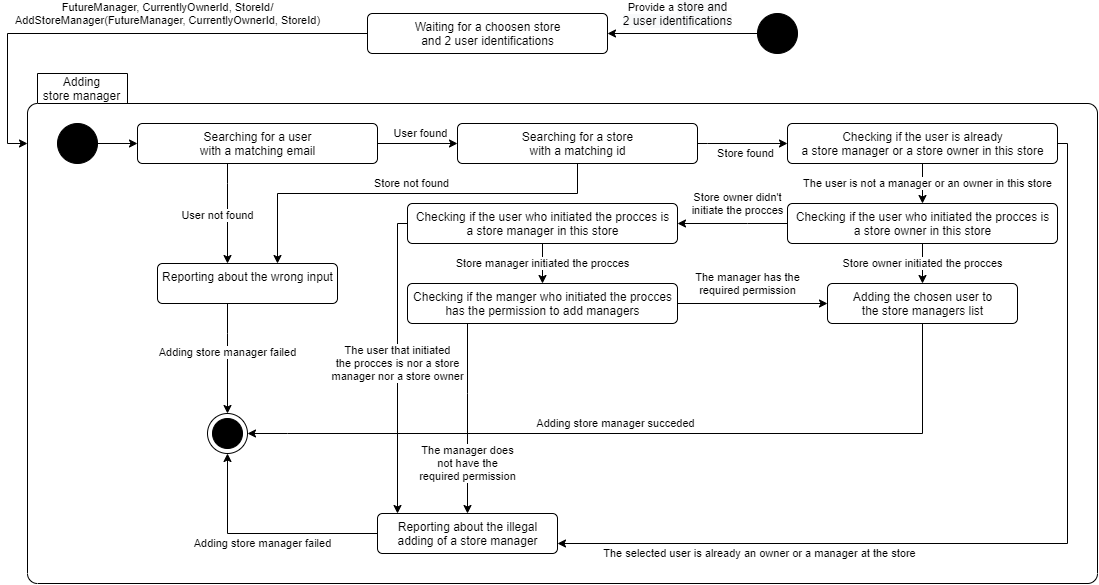 FutureManager, CurrentlyOwnerId, StoreId/
AddStoreManager(FutureManager, CurrentlyOwnerId, StoreId)
Waiting for a choosen store
and 2 user identifications
Provide a store and
2 user identifications
Adding
store manager
Searching for a user
with a matching email
User found
Searching for a store
with a matching id
Store found
Checking if the user is already
a store manager or a store owner in this store
Store not found
The user is not a manager or an owner in this store
User not found
Checking if the user who initiated the procces is
a store manager in this store
Store owner didn't
initiate the procces
Checking if the user who initiated the procces is
a store owner in this store
Reporting about the wrong input
Store manager initiated the procces
Store owner initiated the procces
Checking if the manger who initiated the procces
has the permission to add managers
The manager has the
required permission
Adding the chosen user to
the store managers list
Adding store manager failed
The user that initiated
the procces is nor a store
manager nor a store owner
Adding store manager succeded
The manager does
not have the
required permission
Reporting about the illegal
adding of a store manager
Adding store manager failed
The selected user is already an owner or a manager at the store